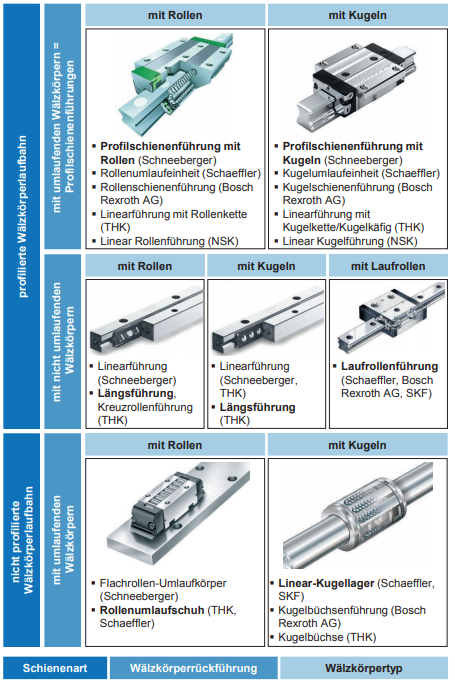 mit Rollen
mit Kugeln
profilierte Wälzkörperlaufbahn
mit umlaufenden Wälzkörpern =
Profilschienenführungen
▪ Profilschienenführung mit
Rollen (Schneeberger)
▪ Rollenumlaufeinheit (Schaeffler)
▪ Rollenschienenführung (Bosch
Rexroth AG)
▪ Linearführung mit Rollenkette
(THK)
▪ Linear Rollenführung (NSK)
▪ Profilschienenführung mit
Kugeln (Schneeberger)
▪ Kugelumlaufeinheit (Schaeffler)
▪ Kugelschienenführung (Bosch
Rexroth AG)
▪ Linearführung mit
Kugelkette/Kugelkäfig (THK)
▪ Linear Kugelführung (NSK)
mit nicht umlaufenden
Wälzkörpern
mit Rollen
mit Kugeln
mit Laufrollen
▪ Linearführung
(Schneeberger)
▪ Längsführung,
Kreuzrollenführung
(THK)
▪ Linearführung
(Schneeberger,
THK)
▪ Längsführung
(THK)
▪ Laufrollenführung
(Schaeffler, Bosch
Rexroth AG, SKF)
nicht profilierte
Wälzkörperlaufbahn
mit umlaufenden
Wälzkörpern
mit Rollen
mit Kugeln
▪ Flachrollen-Umlaufkörper
(Schneeberger)
▪ Rollenumlaufschuh (THK,
Schaeffler)
▪ Linear-Kugellager (Schaeffler,
SKF)
▪ Kugelbüchsenführung (Bosch
Rexroth AG)
▪ Kugelbüchse (THK)
Schienenart
Wälzkörperrückführung
Wälzkörpertyp